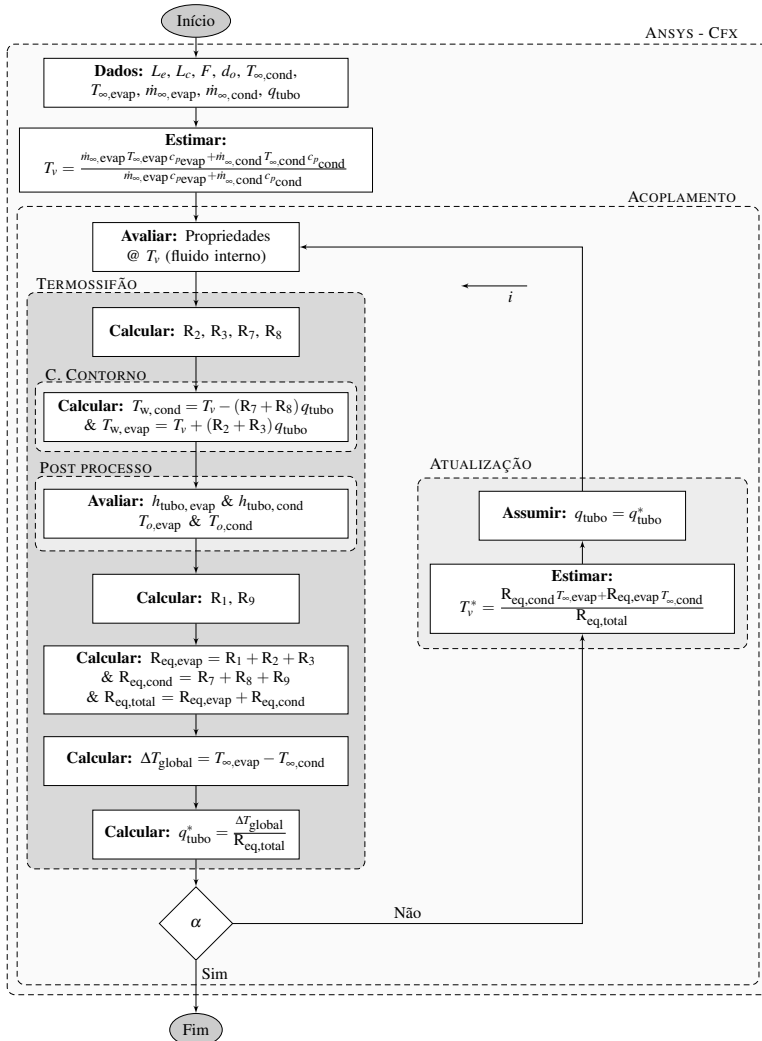 Início
ANSYS - CFX
Dados: L_e, L_c, F, d_o, T_∞,cond,
T_∞,evap, ṁ_∞,evap, ṁ_∞,cond, q_tubo
Estimar:
T_v = (ṁ_∞,evap T_∞,evap c_p evap + ṁ_∞,cond T_∞,cond c_p cond) / (ṁ_∞,evap c_p evap + ṁ_∞,cond c_p cond)
ACOPLAMENTO
Avaliar: Propriedades
@ T_v (fluido interno)
TERMOSSIFÃO
i
Calcular: R_2, R_3, R_7, R_8
C. CONTORNO
Calcular: T_w,cond = T_v − (R_7 + R_8) q_tubo
& T_w,evap = T_v + (R_2 + R_3) q_tubo
POST PROCESSO
Avaliar: h_tubo,evap & h_tubo,cond
T_o,evap & T_o,cond
Calcular: R_1, R_9
Calcular: R_eq,evap = R_1 + R_2 + R_3
& R_eq,cond = R_7 + R_8 + R_9
& R_eq,total = R_eq,evap + R_eq,cond
Calcular: ΔT_global = T_∞,evap − T_∞,cond
Calcular: q*_tubo = ΔT_global / R_eq,total
ATUALIZAÇÃO
Assumir: q_tubo = q*_tubo
Estimar:
T*_v = (R_eq,cond T_∞,evap + R_eq,evap T_∞,cond) / R_eq,total
α
Não
Sim
Fim